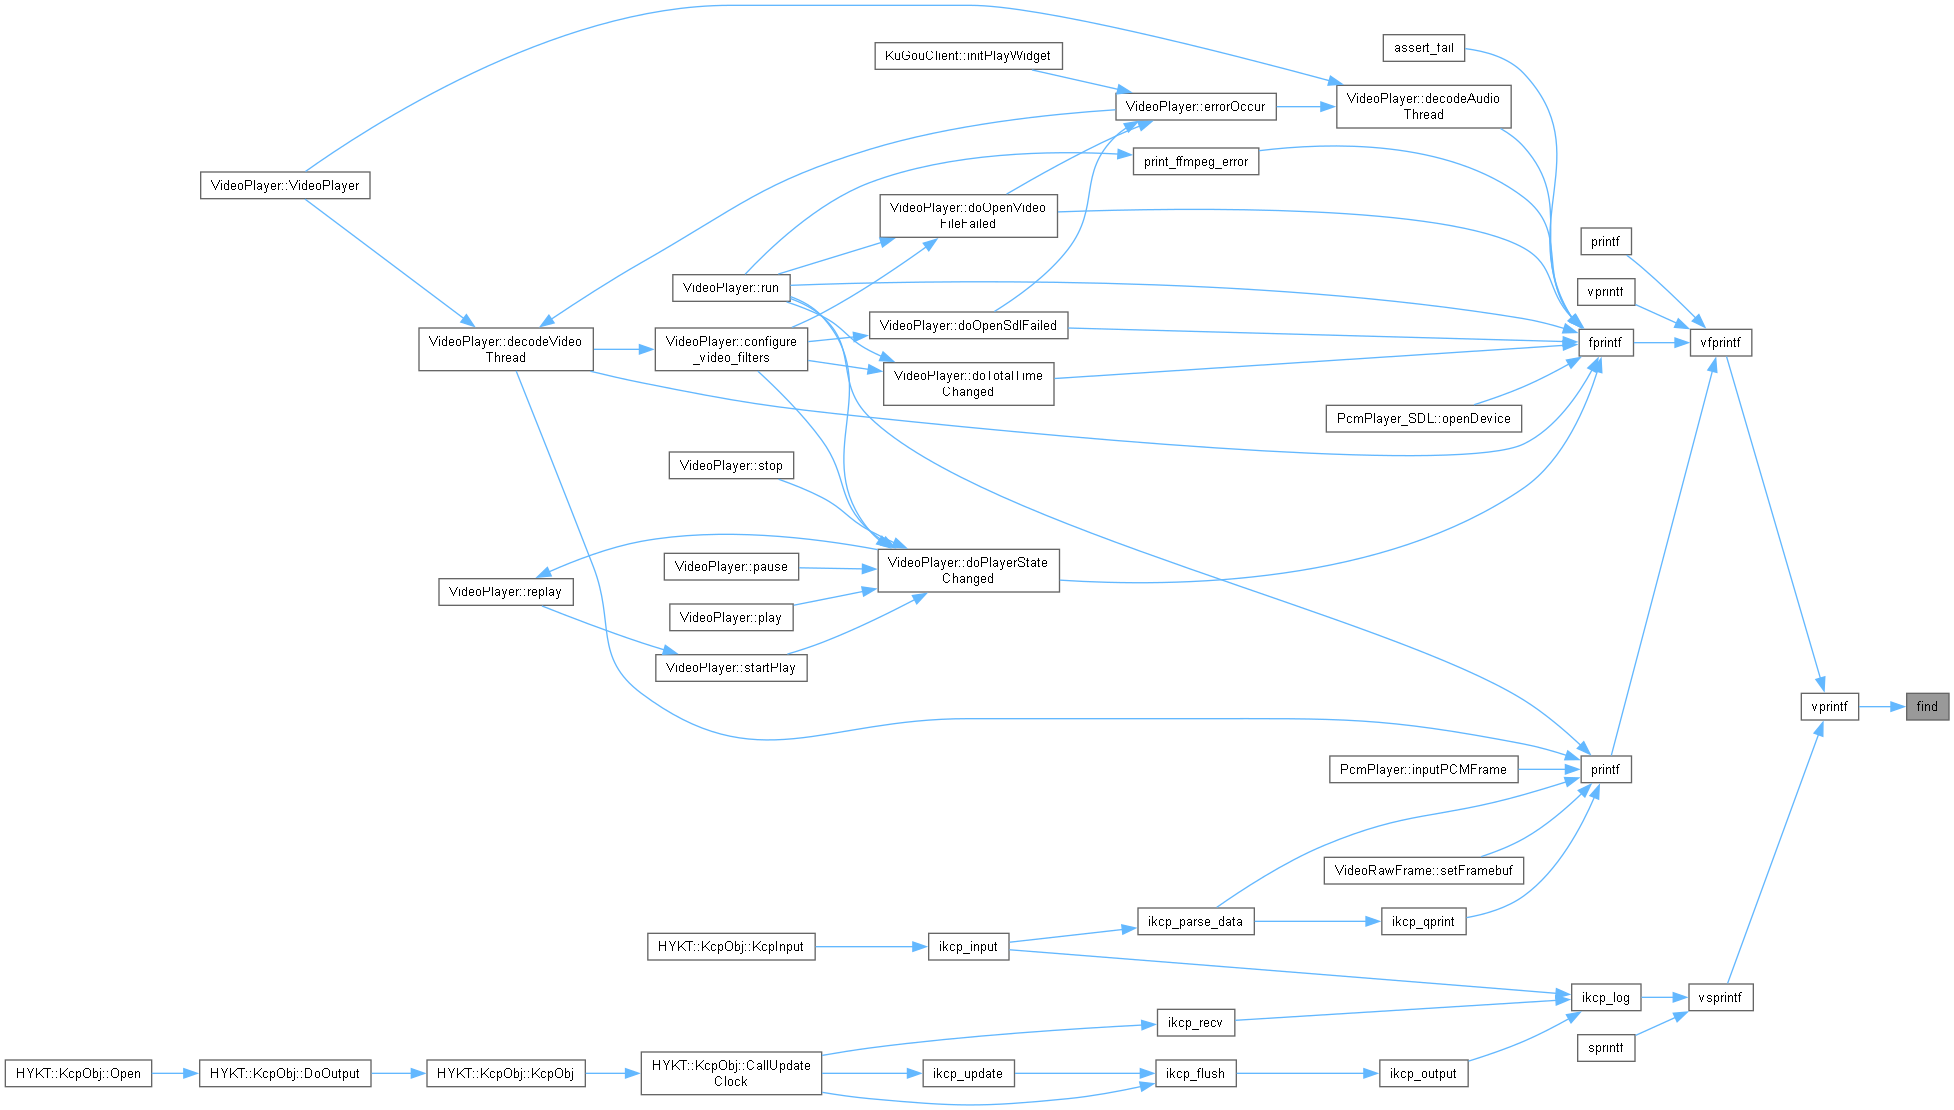 KuGouClient::initPlayWidget
assert_fail
VideoPlayer::errorOccur
VideoPlayer::decodeAudio
Thread
print_ffmpeg_error
VideoPlayer::VideoPlayer
VideoPlayer::doOpenVideo
FileFailed
printf
VideoPlayer::run
vprintf
VideoPlayer::doOpenSdlFailed
VideoPlayer::decodeVideo
Thread
VideoPlayer::configure
_video_filters
fprintf
vfprintf
VideoPlayer::doTotalTime
Changed
PcmPlayer_SDL::openDevice
VideoPlayer::stop
VideoPlayer::doPlayerState
Changed
VideoPlayer::pause
VideoPlayer::replay
VideoPlayer::play
VideoPlayer::startPlay
vprintf
find
PcmPlayer::inputPCMFrame
printf
VideoRawFrame::setFramebuf
ikcp_parse_data
ikcp_qprint
HYKT::KcpObj::KcpInput
ikcp_input
ikcp_log
vsprintf
ikcp_recv
sprintf
HYKT::KcpObj::Open
HYKT::KcpObj::DoOutput
HYKT::KcpObj::KcpObj
HYKT::KcpObj::CallUpdate
Clock
ikcp_update
ikcp_flush
ikcp_output